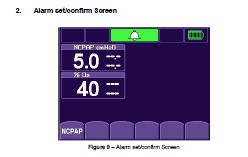 2. Alarm set/confirm Screen
NCPAP cmH2O
5.0
% O2
40
NCPAP
Figure 9 – Alarm set/confirm Screen